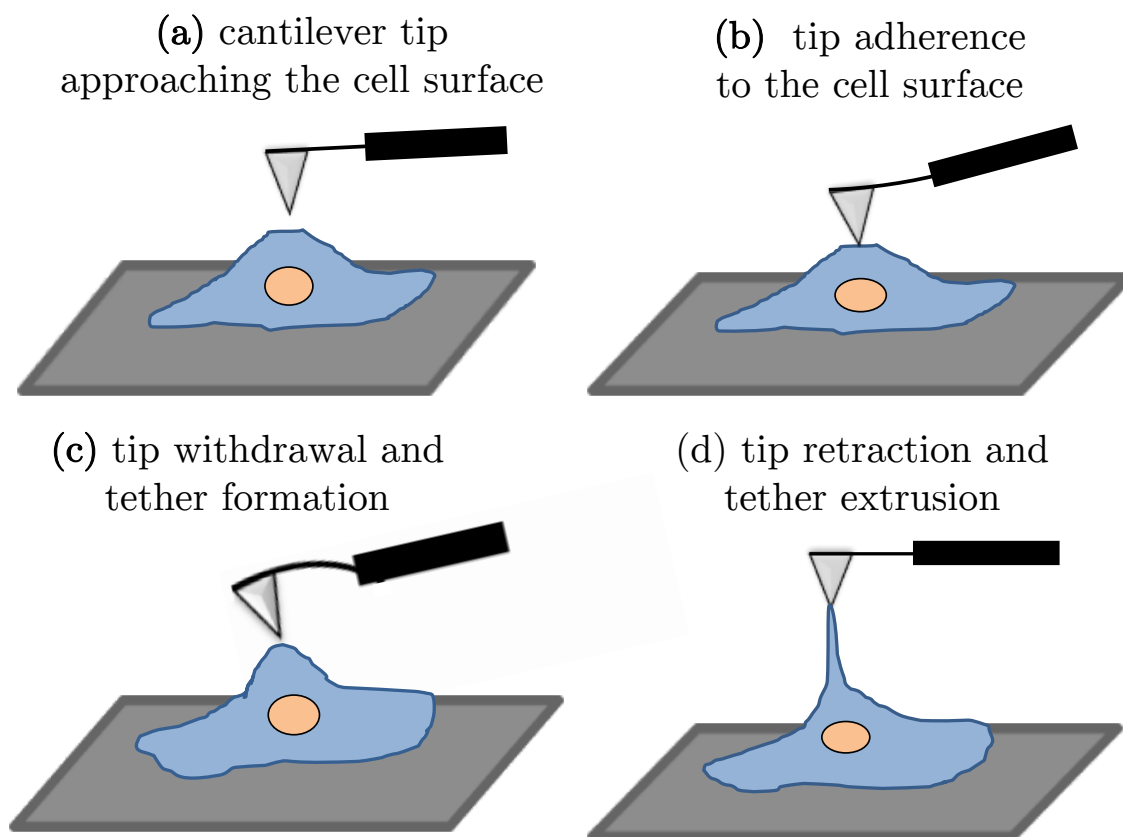 (a) cantilever tip
approaching the cell surface
(b) tip adherence
to the cell surface
(c) tip withdrawal and
tether formation
(d) tip retraction and
tether extrusion